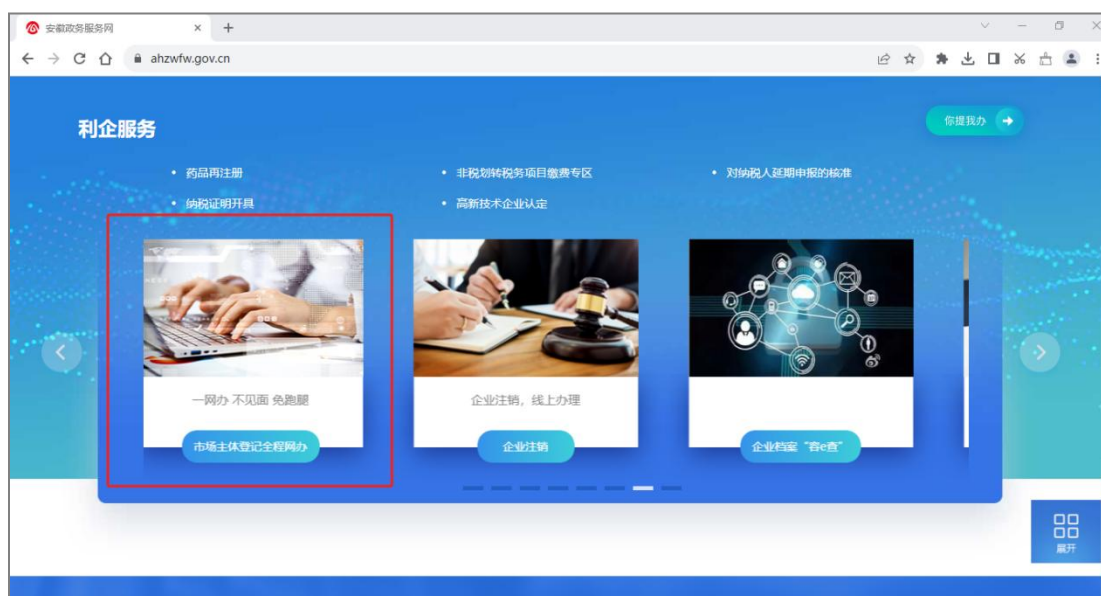 安徽政务服务网
ahzwfw.gov.cn
利企服务
你提我办
药品再注册
非税划转税务项目缴费专区
对纳税人延期申报的核准
纳税证明开具
高新技术企业认定
一网办 不见面 免跑腿
企业注销，线上办理
市场主体登记全程网办
企业注销
企业档案“容e查”
展开